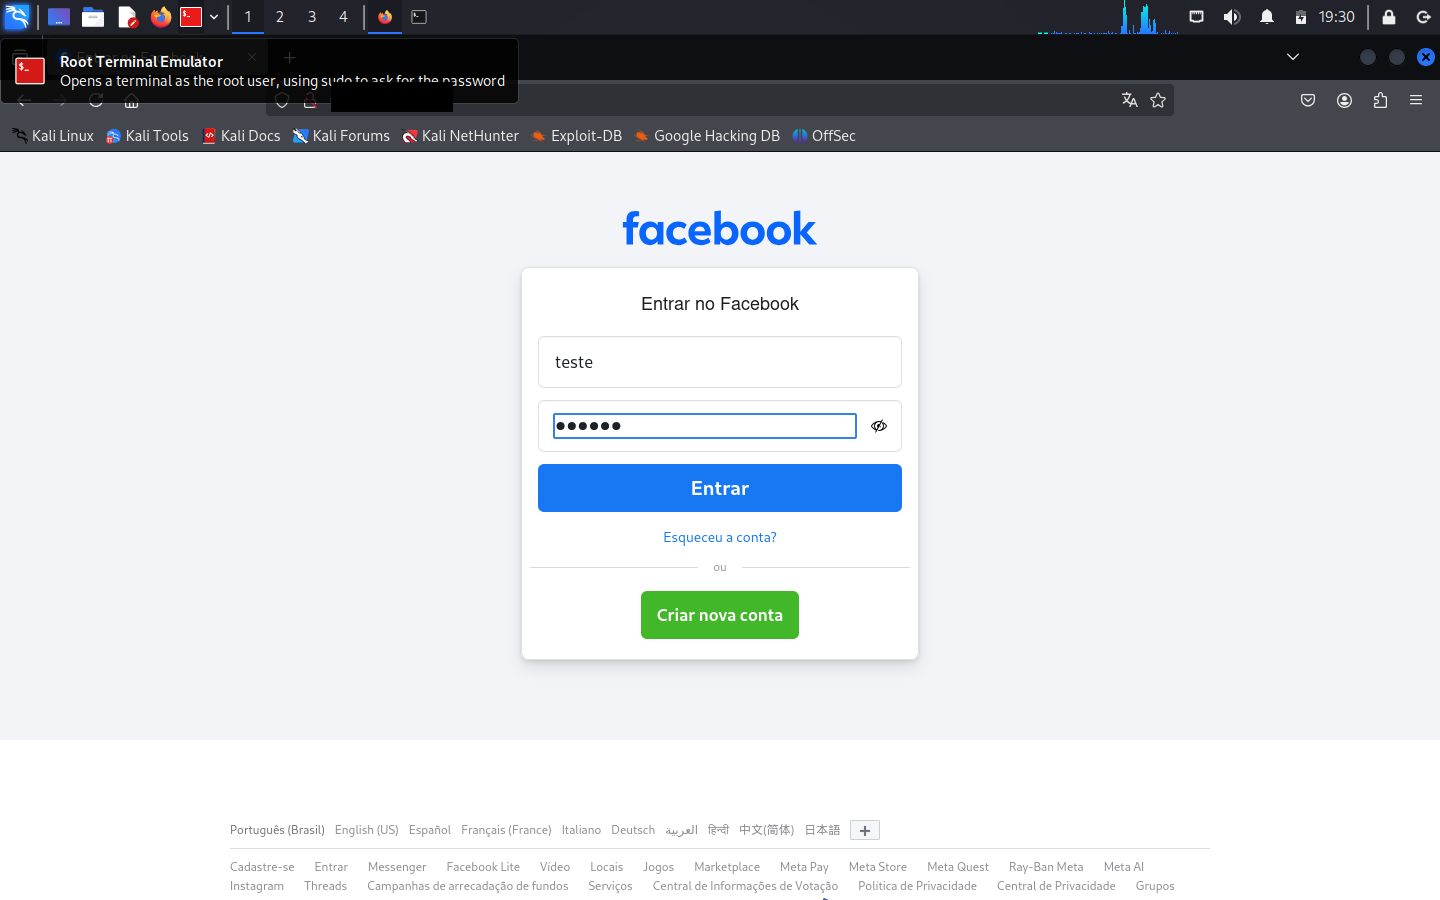 1 2 3 4 19:30
Root Terminal Emulator
Opens a terminal as the root user, using sudo to ask for the password
Kali Linux Kali Tools Kali Docs Kali Forums Kali NetHunter Exploit-DB Google Hacking DB OffSec
facebook
Entrar no Facebook
teste
Entrar
Esqueceu a conta?
ou
Criar nova conta
Português (Brasil) English (US) Español Français (France) Italiano Deutsch العربية हिन्दी 中文(简体) 日本語
Cadastre-se Entrar Messenger Facebook Lite Vídeo Locais Jogos Marketplace Meta Pay Meta Store Meta Quest Ray-Ban Meta Meta AI
Instagram Threads Campanhas de arrecadação de fundos Serviços Central de Informações de Votação Política de Privacidade Central de Privacidade Grupos